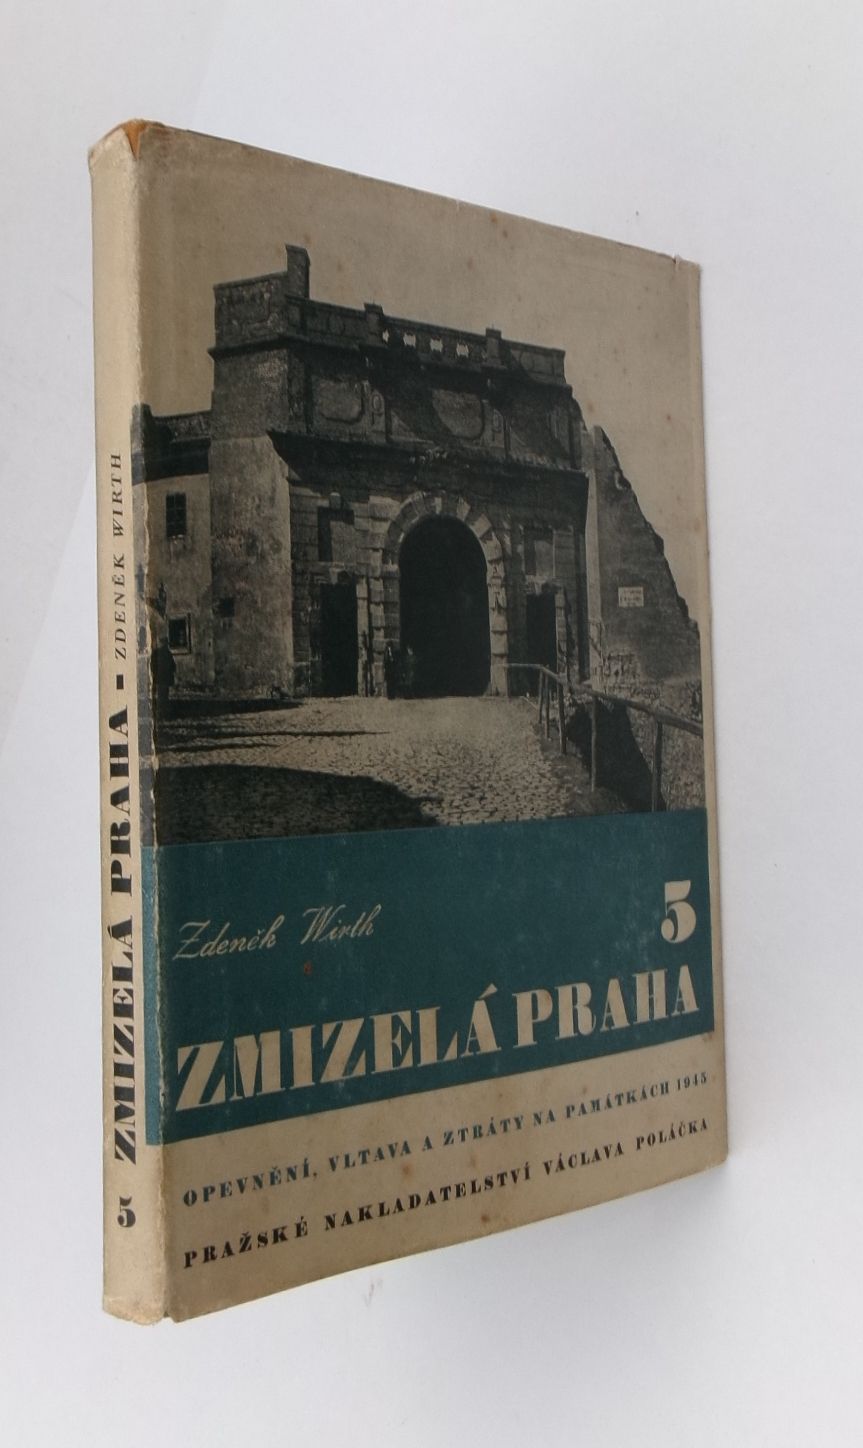 5 ZMIZELÁ PRAHA - ZDENĚK WIRTH
Zdeněk Wirth
5
ZMIZELÁ PRAHA
OPEVNĚNÍ, VLTAVA A ZTRÁTY NA PAMÁTKÁCH 1945
PRAŽSKÉ NAKLADATELSTVÍ VÁCLAVA POLÁČKA